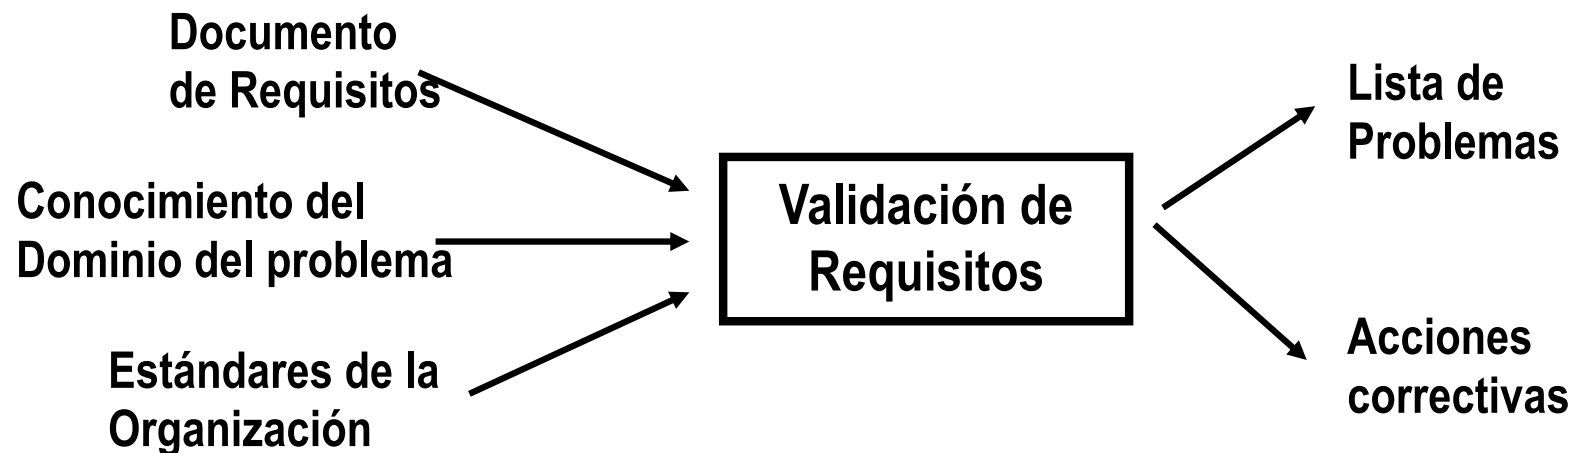 Documento
de Requisitos
Conocimiento del
Dominio del problema
Estándares de la
Organización
Validación de
Requisitos
Lista de
Problemas
Acciones
correctivas